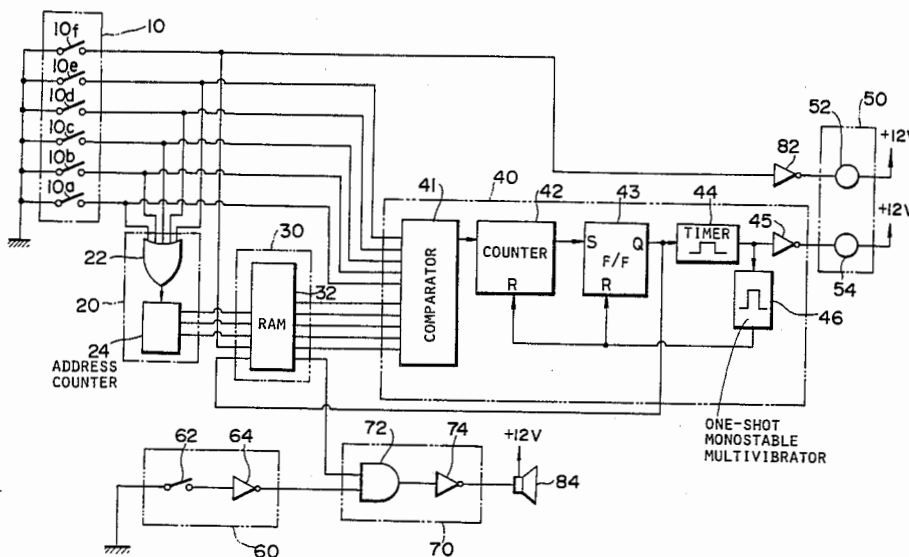 10f
10
10e
10d
10c
10b
10a
22
20
24
ADDRESS
COUNTER
30
32
RAM
41
COMPARATOR
40
42
COUNTER
43
S
Q
F/F
R
R
44
TIMER
45
46
ONE-SHOT
MONOSTABLE
MULTIVIBRATOR
82
52
50
+12V
+12V
54
62
64
60
72
74
70
+12V
84